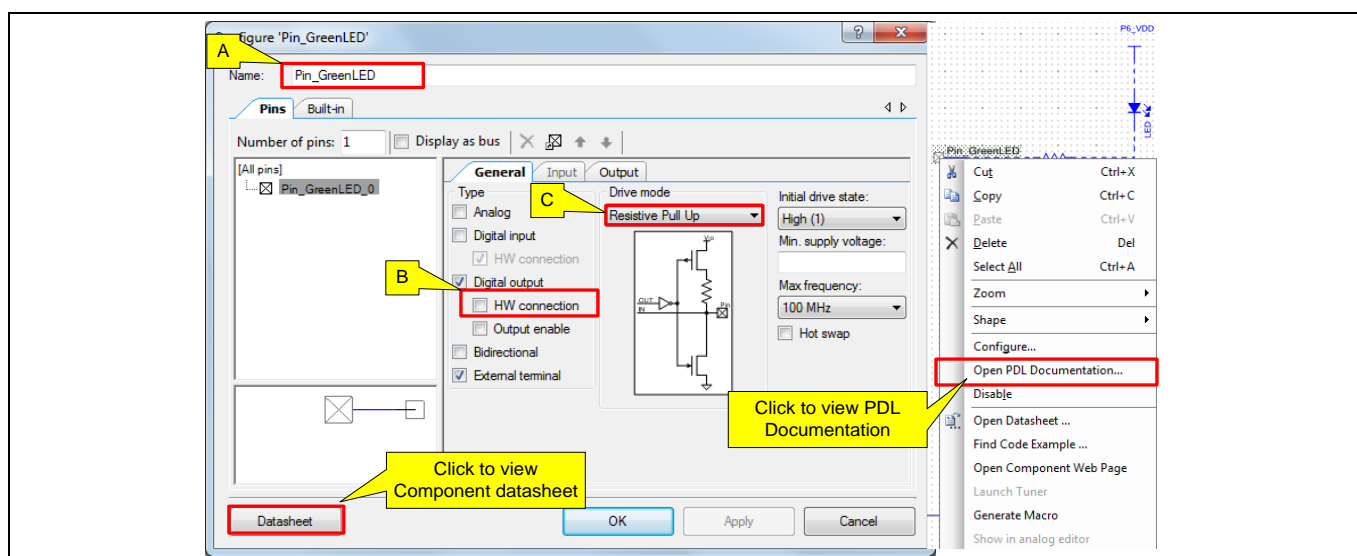 Configure 'Pin_GreenLED'
A
Name: Pin_GreenLED
Pins Built-in
Number of pins: 1 Display as bus
[All pins]
Pin_GreenLED_0
General Input Output
Type
Analog
Digital input
HW connection
Digital output
HW connection
Output enable
Bidirectional
External terminal
B
C
Drive mode
Resistive Pull Up
Vcc
OUT
IN
Pin
Initial drive state:
High (1)
Min. supply voltage:
Max frequency:
100 MHz
Hot swap
Click to view PDL
Documentation
Click to view
Component datasheet
Datasheet OK Apply Cancel
P6_VDD
LED
Pin_GreenLED
Cut Ctrl+X
Copy Ctrl+C
Paste Ctrl+V
Delete Del
Select All Ctrl+A
Zoom
Shape
Configure...
Open PDL Documentation...
Disable
Open Datasheet ...
Find Code Example ...
Open Component Web Page
Launch Tuner
Generate Macro
Show in analog editor